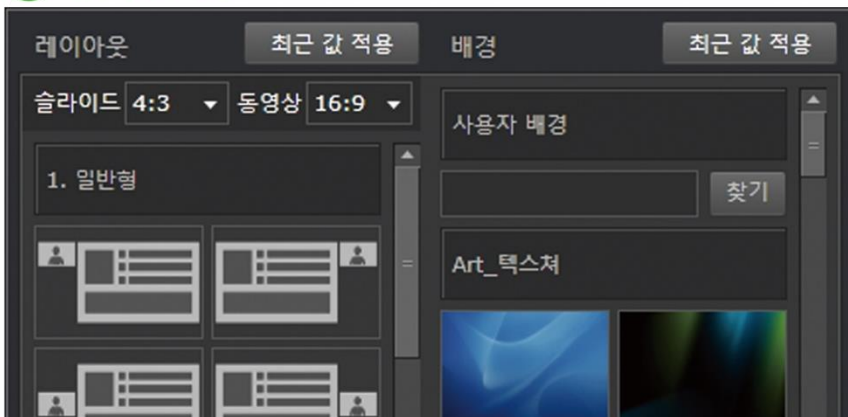 레이아웃
최근 값 적용
슬라이드 4:3 동영상 16:9
1. 일반형
배경
최근 값 적용
사용자 배경
찾기
Art_텍스쳐